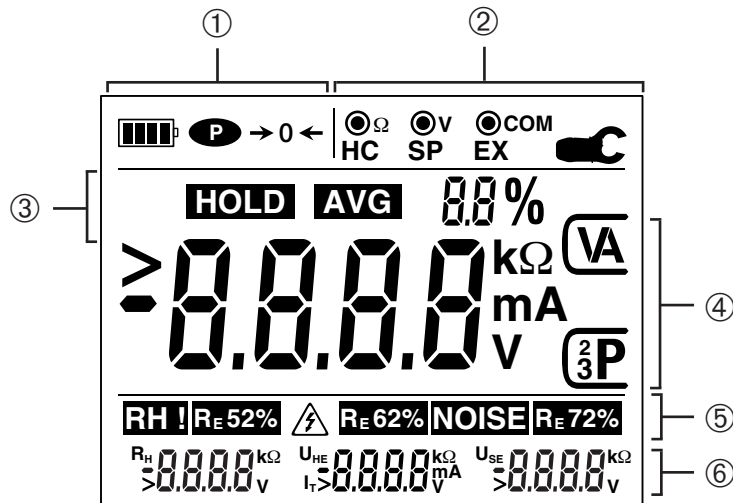 ① ②
P →0← Ω V COM
HC SP EX
③ HOLD AVG 8.8 %
> - 8.8.8.8 kΩ VA
mA ④
V 2 3 P
RH ! RE 52% RE 62% NOISE RE 72% ⑤
RH - > 8.8.8.8 kΩ V UHE IT - > 8.8.8.8 kΩ mA V USE - > 8.8.8.8 kΩ V ⑥